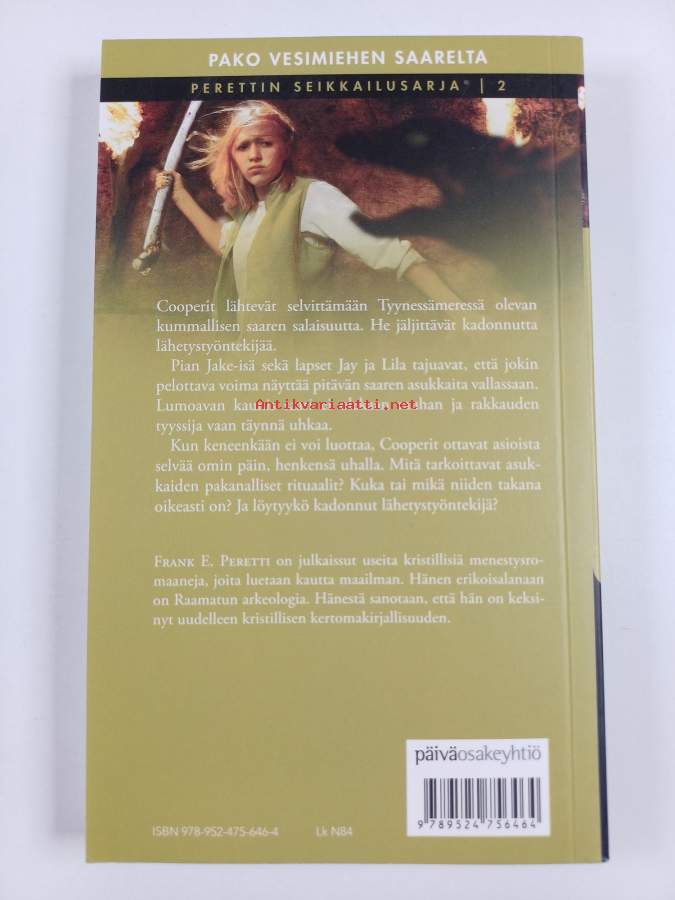 PAKO VESIMIEHEN SAARELTA
PERETTIN SEIKKAILUSARJA | 2
Cooperit lähtevät selvittämään Tyynessämeressä olevan
kummallisen saaren salaisuutta. He jäljittävät kadonnutta
lähetystyöntekijää.
Pian Jake-isä sekä lapset Jay ja Lila tajuavat, että jokin
pelottava voima näyttää pitävän saaren asukkaita vallassaan.
Lumoavan ja rakkauden
Antikvariaatti.net
tyyssija vaan täynnä uhkaa.
Kun keneenkään ei voi luottaa, Cooperit ottavat asioista
selvää omin päin, henkensä uhalla. Mitä tarkoittavat asuk-
kaiden pakanalliset rituaalit? Kuka tai mikä niiden takana
oikeasti on? Ja löytyykö kadonnut lähetystyöntekijä?
FRANK E. PERETTI on julkaissut useita kristillisiä menestysro-
maaneja, joita luetaan kautta maailman. Hänen erikoisalanaan
on Raamatun arkeologia. Hänestä sanotaan, että hän on keksi-
nyt uudelleen kristillisen kertomakirjallisuuden.
päiväosakeyhtiö
9 789524 756464
ISBN 978-952-475-646-4 Lk N84